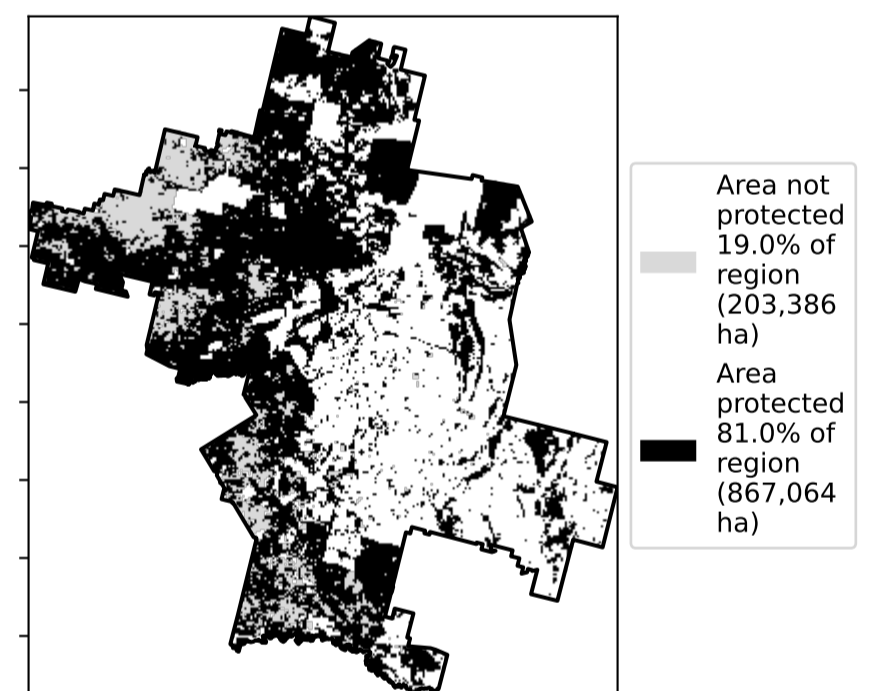 Area not
protected
19.0% of
region
(203,386
ha)
Area
protected
81.0% of
region
(867,064
ha)